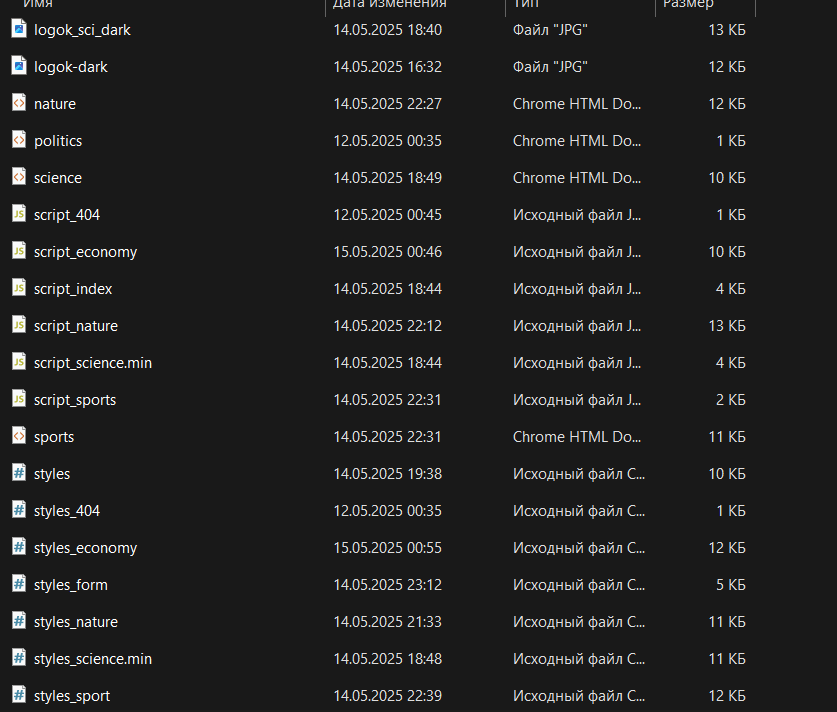 Имя Дата изменения Тип Размер
logok_sci_dark 14.05.2025 18:40 Файл "JPG" 13 КБ
logok-dark 14.05.2025 16:32 Файл "JPG" 12 КБ
nature 14.05.2025 22:27 Chrome HTML Do... 12 КБ
politics 12.05.2025 00:35 Chrome HTML Do... 1 КБ
science 14.05.2025 18:49 Chrome HTML Do... 10 КБ
JS script_404 12.05.2025 00:45 Исходный файл J... 1 КБ
JS script_economy 15.05.2025 00:46 Исходный файл J... 10 КБ
JS script_index 14.05.2025 18:44 Исходный файл J... 4 КБ
JS script_nature 14.05.2025 22:12 Исходный файл J... 13 КБ
JS script_science.min 14.05.2025 18:44 Исходный файл J... 4 КБ
JS script_sports 14.05.2025 22:31 Исходный файл J... 2 КБ
sports 14.05.2025 22:31 Chrome HTML Do... 11 КБ
# styles 14.05.2025 19:38 Исходный файл C... 10 КБ
# styles_404 12.05.2025 00:35 Исходный файл C... 1 КБ
# styles_economy 15.05.2025 00:55 Исходный файл C... 12 КБ
# styles_form 14.05.2025 23:12 Исходный файл C... 5 КБ
# styles_nature 14.05.2025 21:33 Исходный файл C... 11 КБ
# styles_science.min 14.05.2025 18:48 Исходный файл C... 11 КБ
# styles_sport 14.05.2025 22:39 Исходный файл C... 12 КБ